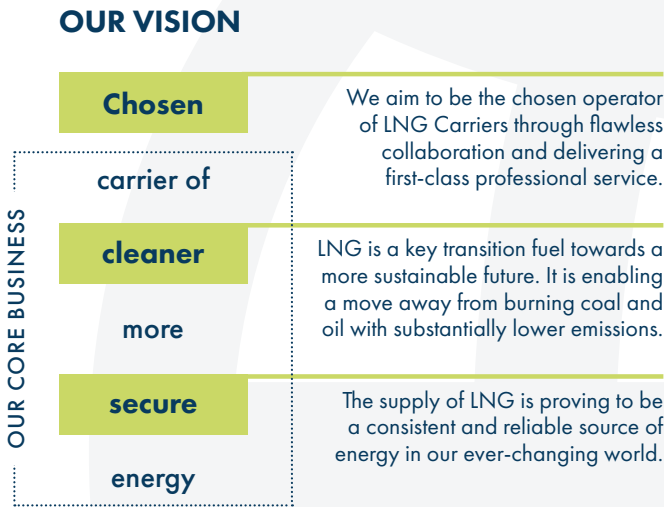 OUR VISION
Chosen
We aim to be the chosen operator
of LNG Carriers through flawless
collaboration and delivering a
first-class professional service.
carrier of
cleaner
LNG is a key transition fuel towards a
more sustainable future. It is enabling
a move away from burning coal and
oil with substantially lower emissions.
more
secure
The supply of LNG is proving to be
a consistent and reliable source of
energy in our ever-changing world.
energy
OUR CORE BUSINESS